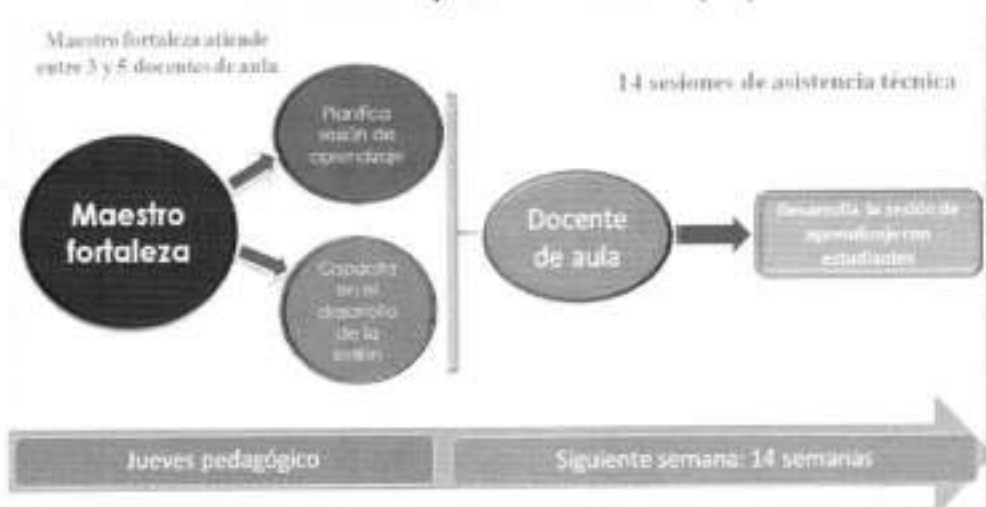 Maestro fortaleza atiende
entre 3 y 5 docentes de aula
14 sesiones de asistencia técnica
Planifica
sesión de
aprendizaje
Maestro
fortaleza
Capacita
en el
desarrollo
de la
sesión
Docente
de aula
Desarrolla la sesión de
aprendizaje con
estudiantes
Jueves pedagógico
Siguiente semana: 14 semanas